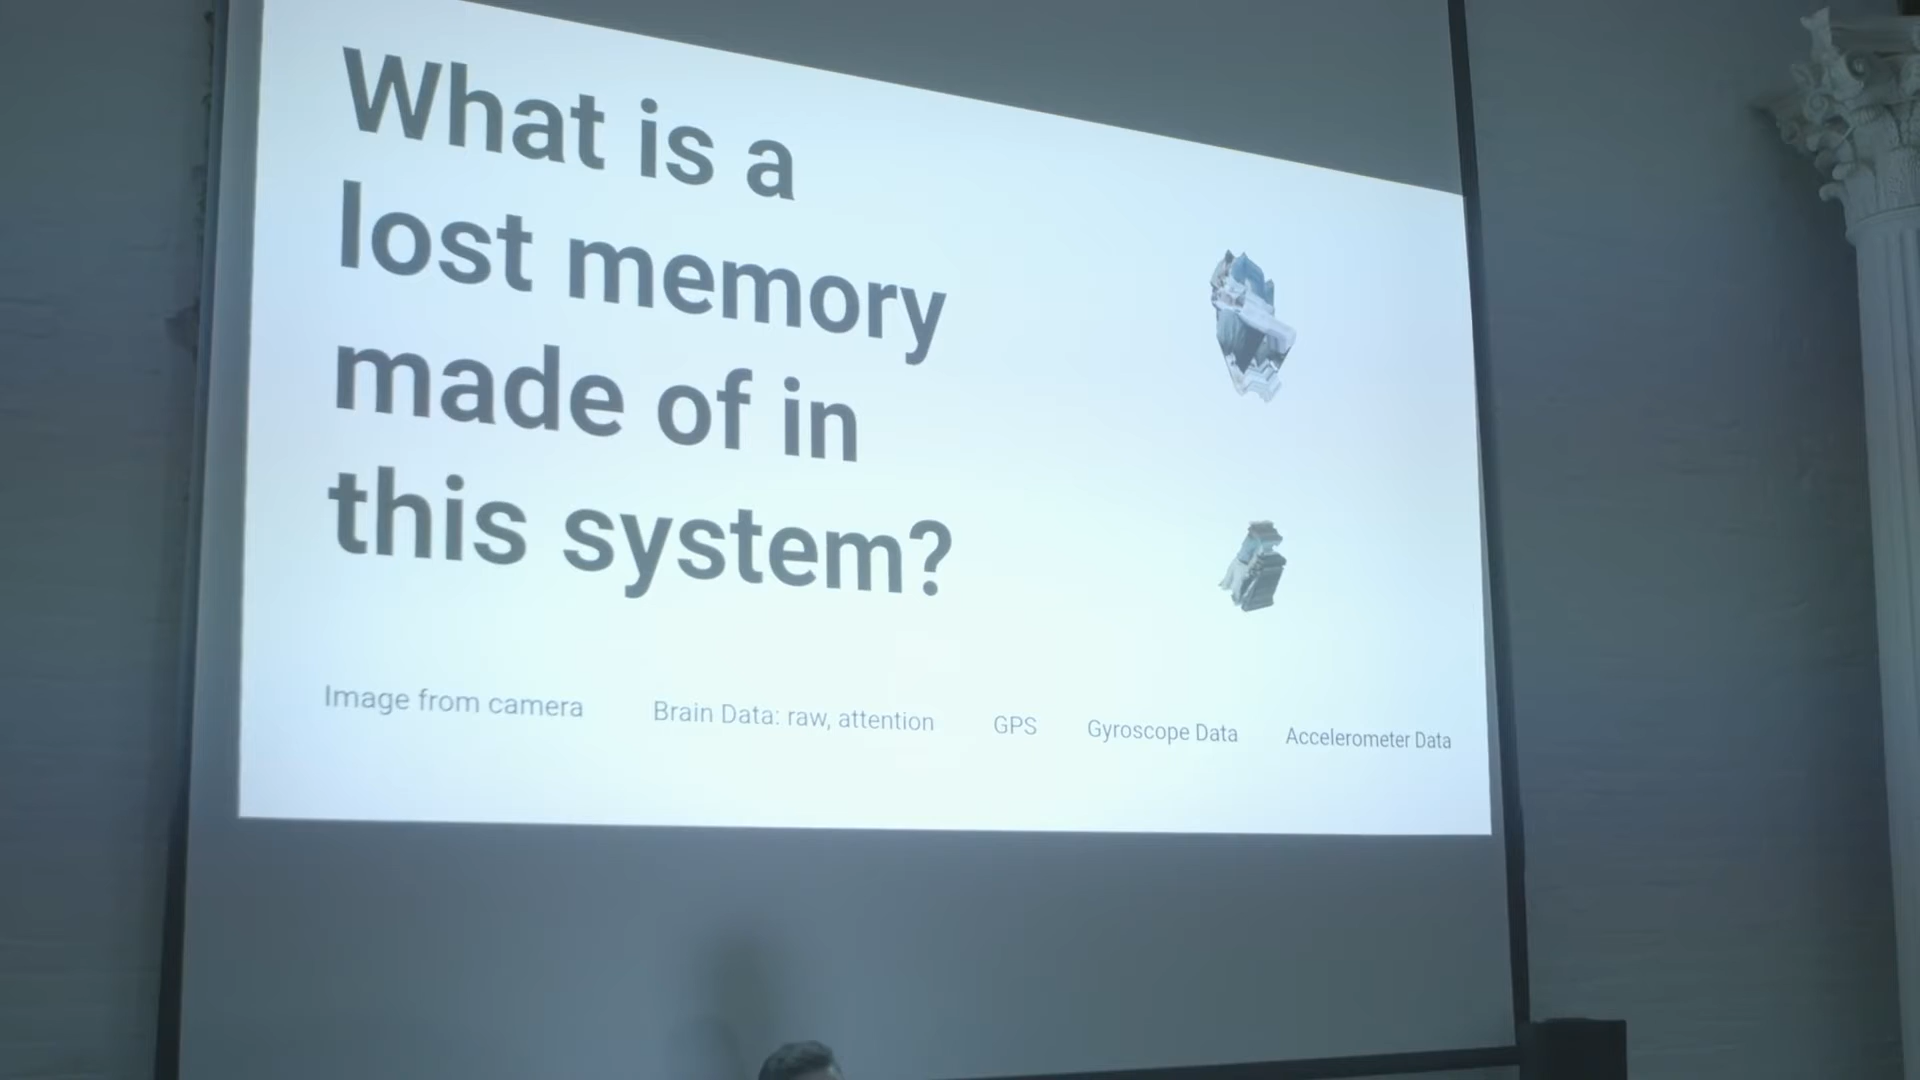 What is a
lost memory
made of in
this system?
Image from camera
Brain Data: raw, attention
GPS
Gyroscope Data
Accelerometer Data